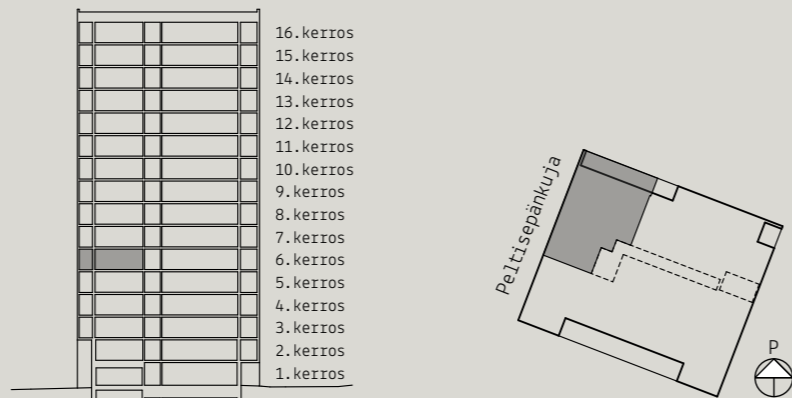 16.kerros
15.kerros
14.kerros
13.kerros
12.kerros
11.kerros
10.kerros
9.kerros
8.kerros
7.kerros
6.kerros
5.kerros
4.kerros
3.kerros
2.kerros
1.kerros
Peltisepänkuja
P